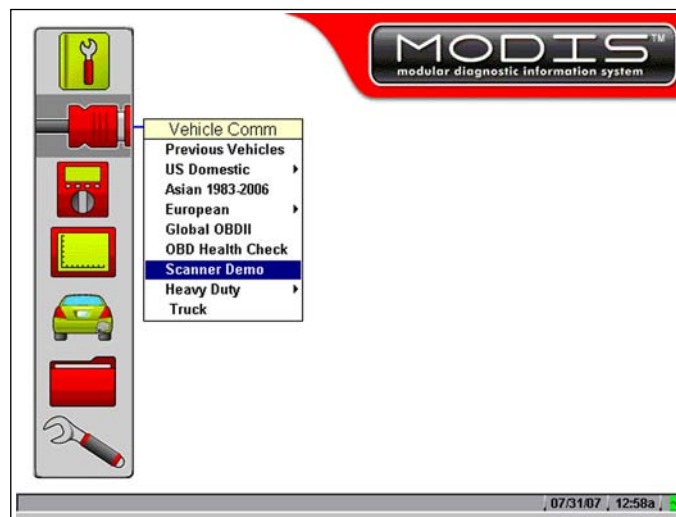 MODIS™
modular diagnostic information system
Vehicle Comm
Previous Vehicles
US Domestic
Asian 1983-2006
European
Global OBDII
OBD Health Check
Scanner Demo
Heavy Duty
Truck
07/31/07 12:58a